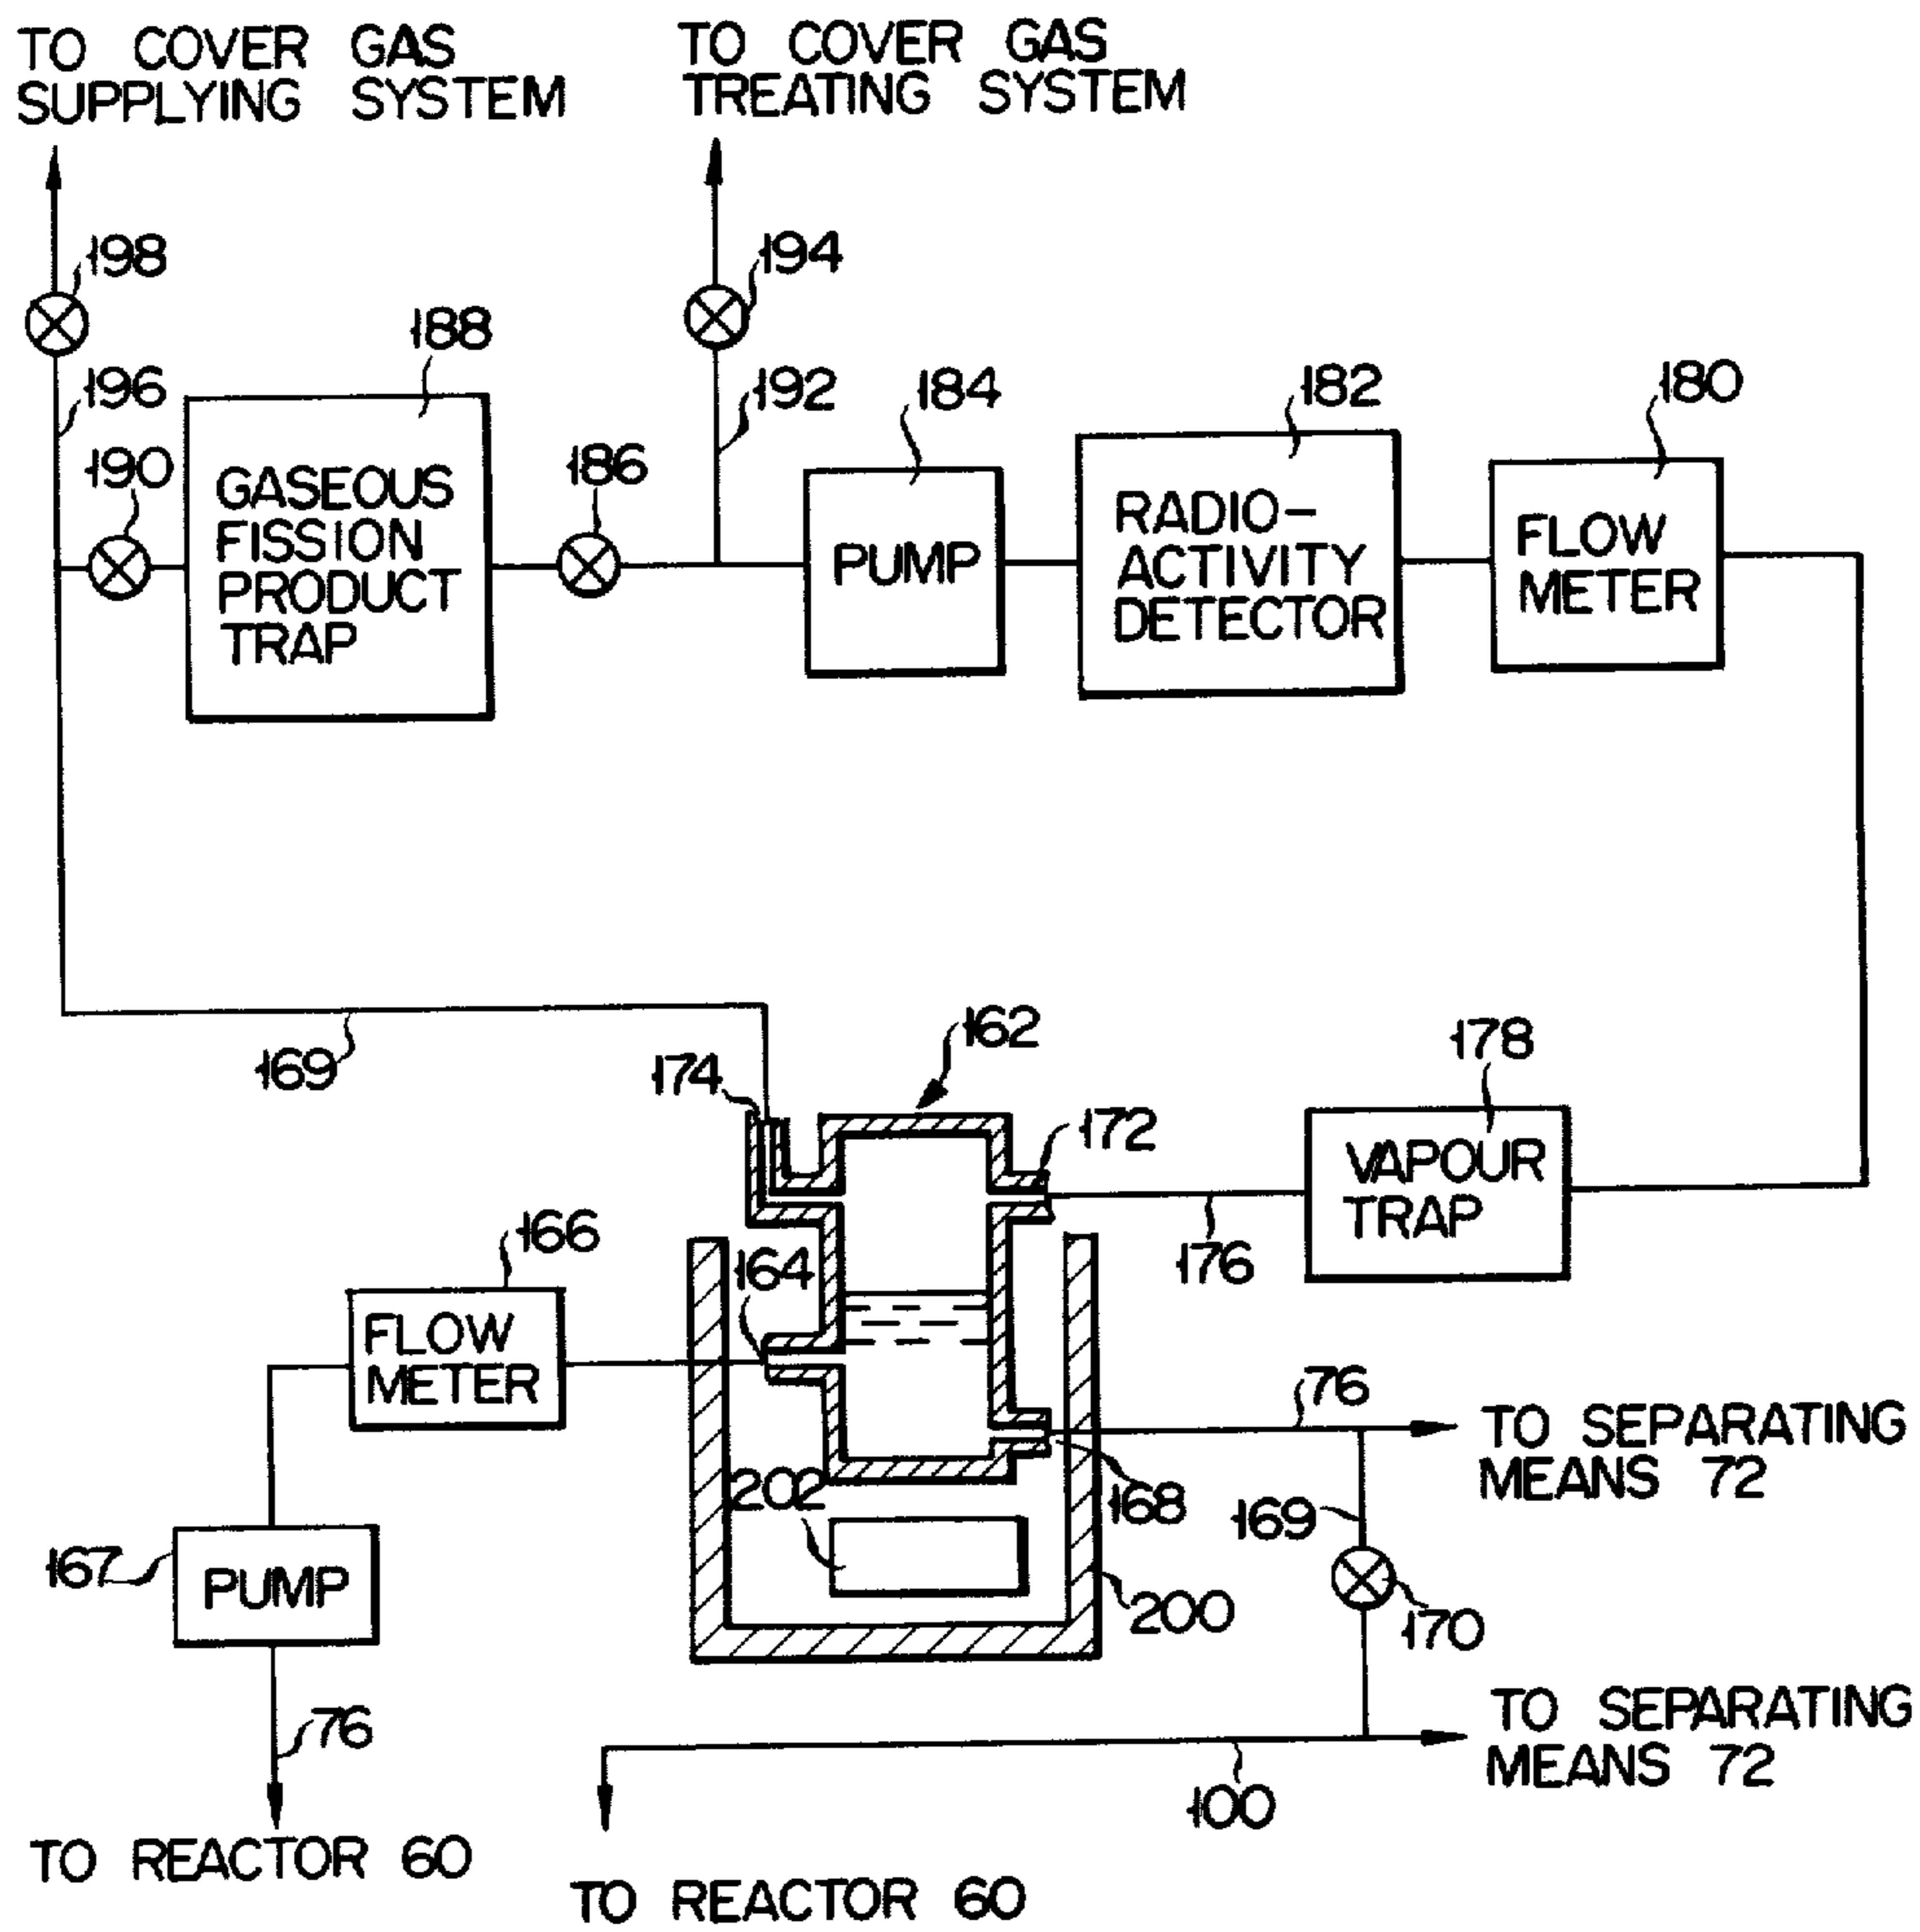 TO COVER GAS
SUPPLYING SYSTEM
TO COVER GAS
TREATING SYSTEM
198
194
188
196
192
184
182
180
190
186
GASEOUS
FISSION
PRODUCT
TRAP
PUMP
RADIO-
ACTIVITY
DETECTOR
FLOW
METER
169
174
162
172
178
VAPOUR
TRAP
176
166
164
FLOW
METER
76
TO SEPARATING
MEANS 72
202
168
169
167
PUMP
200
170
76
TO SEPARATING
MEANS 72
100
TO REACTOR 60
TO REACTOR 60